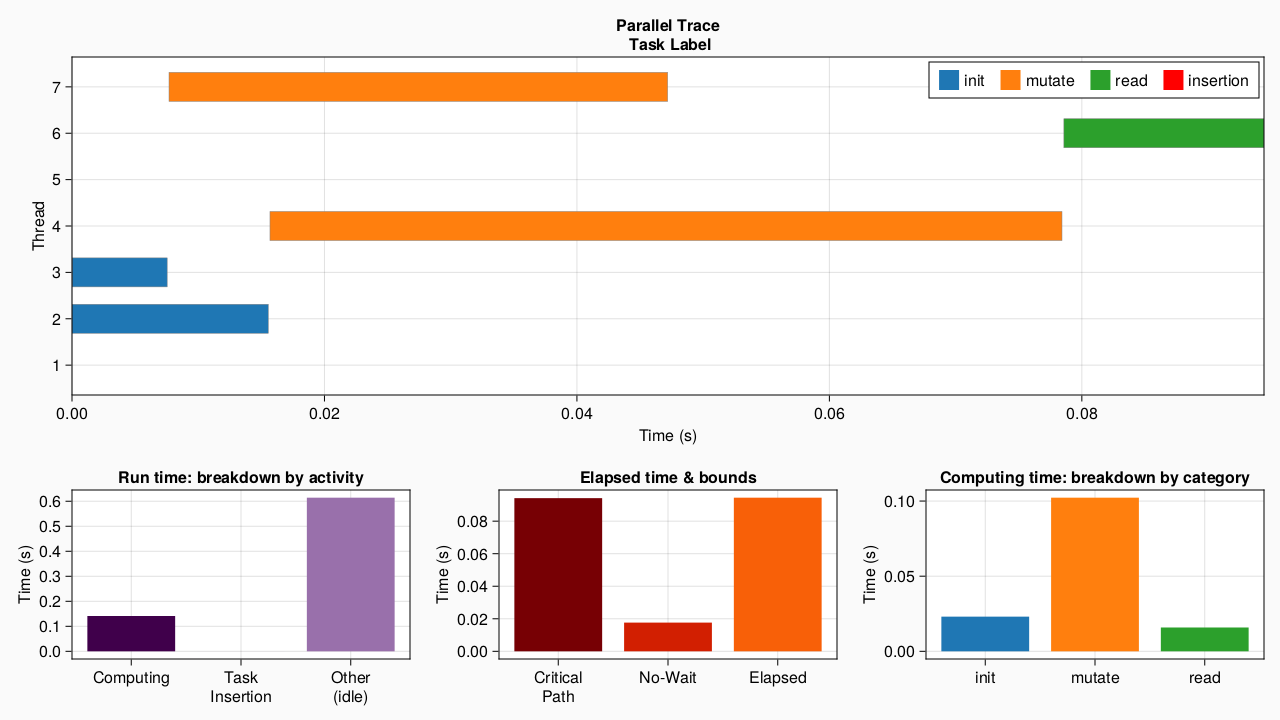 Parallel Trace
Task Label
init mutate read insertion
Thread
7
6
5
4
3
2
1
0.00 0.02 0.04 0.06 0.08
Time (s)
Run time: breakdown by activity
Time (s)
0.6
0.5
0.4
0.3
0.2
0.1
0.0
Computing Task Other
Insertion (idle)
Elapsed time & bounds
Time (s)
0.08
0.06
0.04
0.02
0.00
Critical No-Wait Elapsed
Path
Computing time: breakdown by category
Time (s)
0.10
0.05
0.00
init mutate read